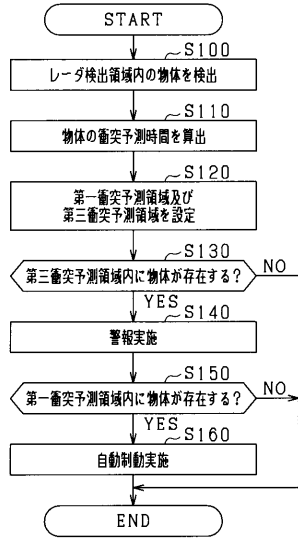 START
S100
レーダ検出領域内の物体を検出
S110
物体の衝突予測時間を算出
S120
第一衝突予測領域及び
第三衝突予測領域を設定
S130
第三衝突予測領域内に物体が存在する?
NO
YES
S140
警報実施
S150
第一衝突予測領域内に物体が存在する?
NO
YES
S160
自動制動実施
END